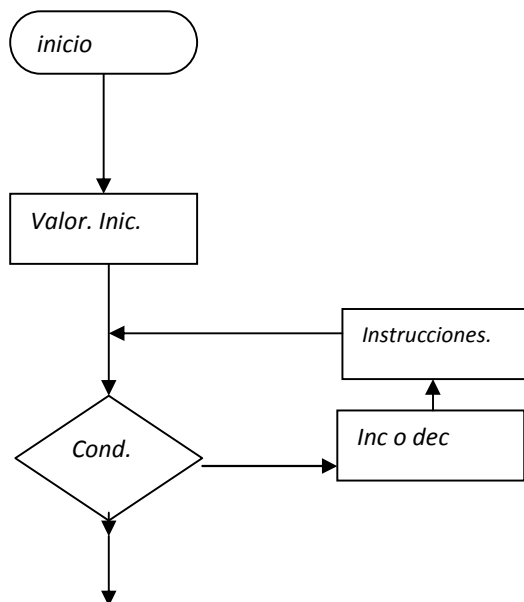 inicio
Valor. Inic.
Instrucciones.
Cond.
Inc o dec